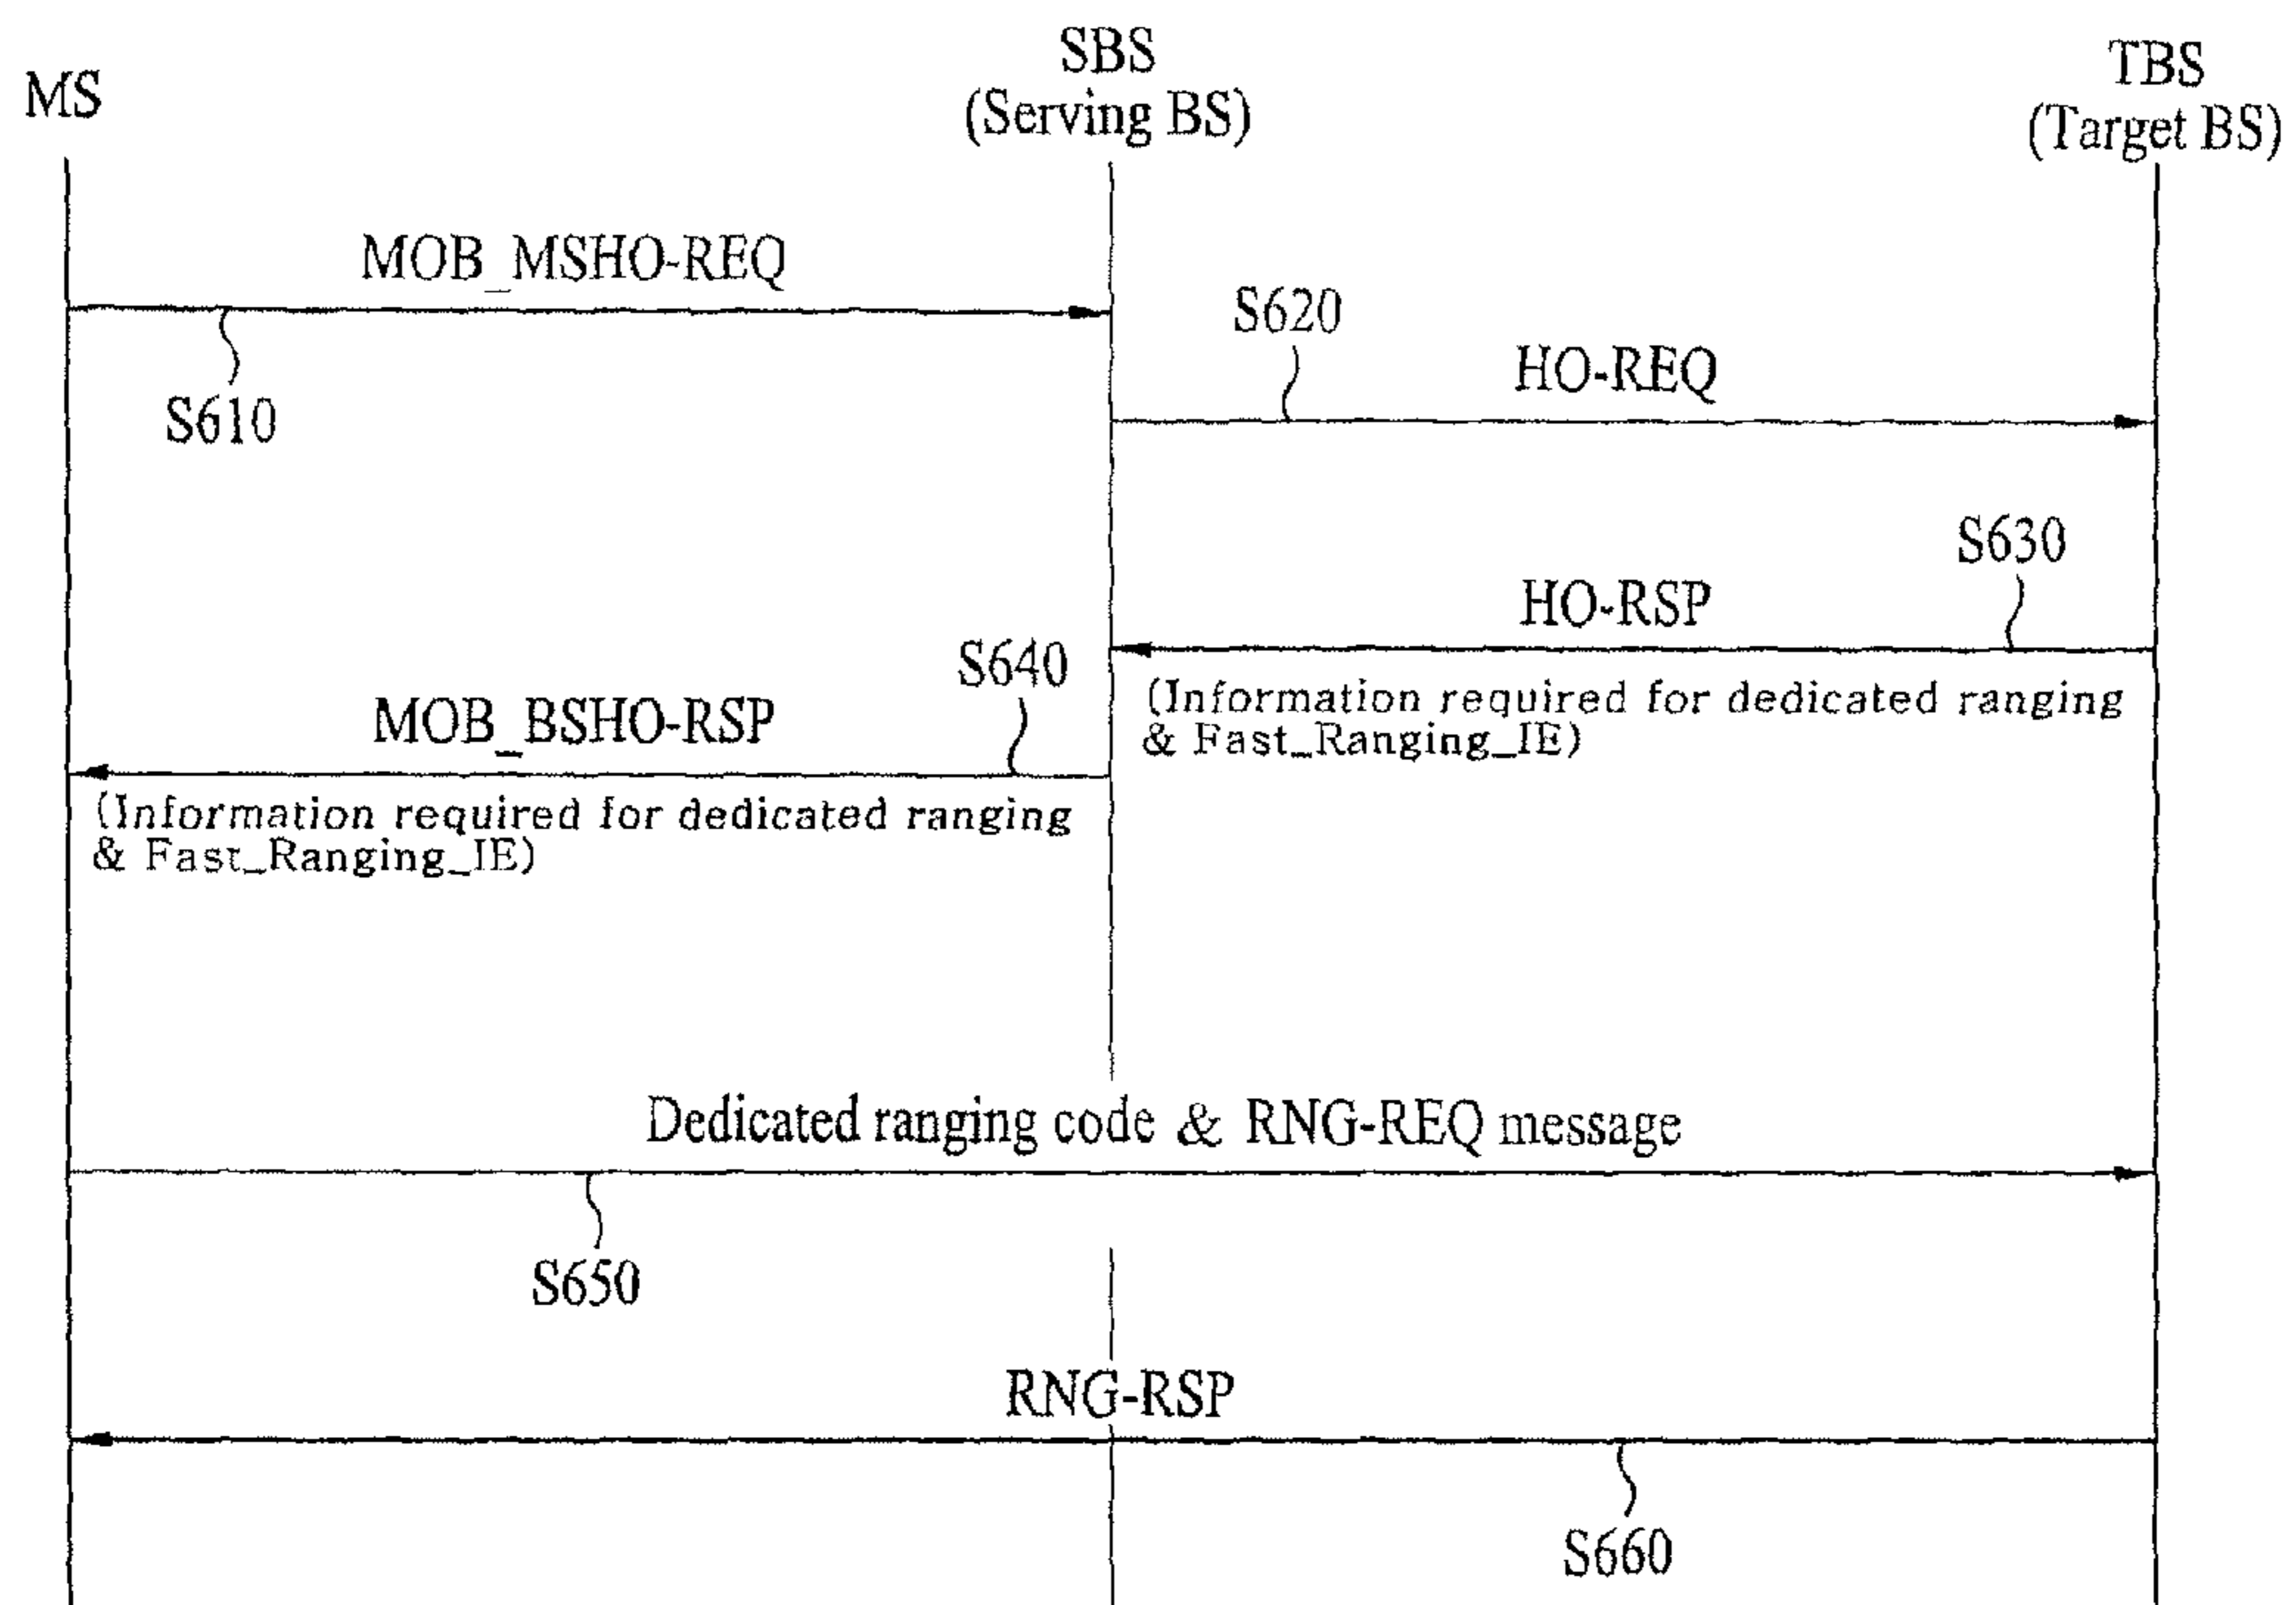 MS
SBS
(Serving BS)
TBS
(Target BS)
MOB_MSHO-REQ
S610
S620
HO-REQ
S630
HO-RSP
(Information required for dedicated ranging
& Fast_Ranging_IE)
S640
MOB_BSHO-RSP
(Information required for dedicated ranging
& Fast_Ranging_IE)
Dedicated ranging code & RNG-REQ message
S650
RNG-RSP
S660